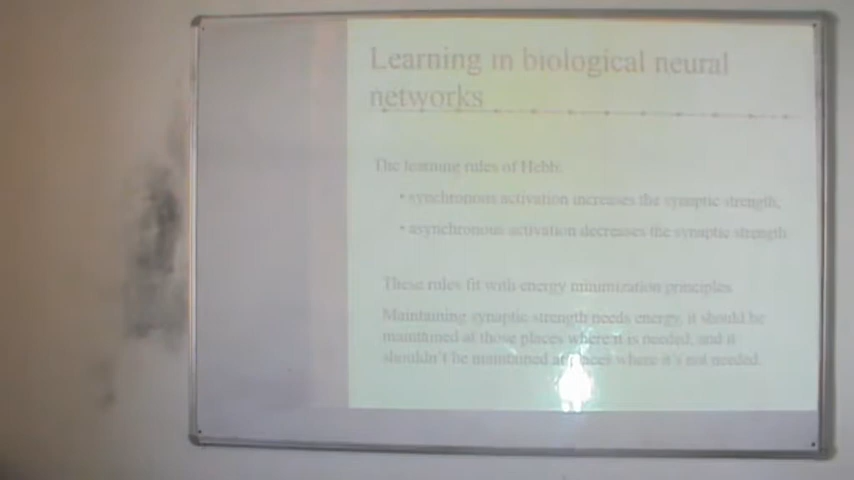 Learning in biological neural
networks
The learning rules of Hebb:
• synchronous activation increases the synaptic strength;
• asynchronous activation decreases the synaptic strength.
These rules fit with energy minimization principles.
Maintaining synaptic strength needs energy, it should be
maintained at those places where it is needed, and it
shouldn't be maintained at places where it's not needed.